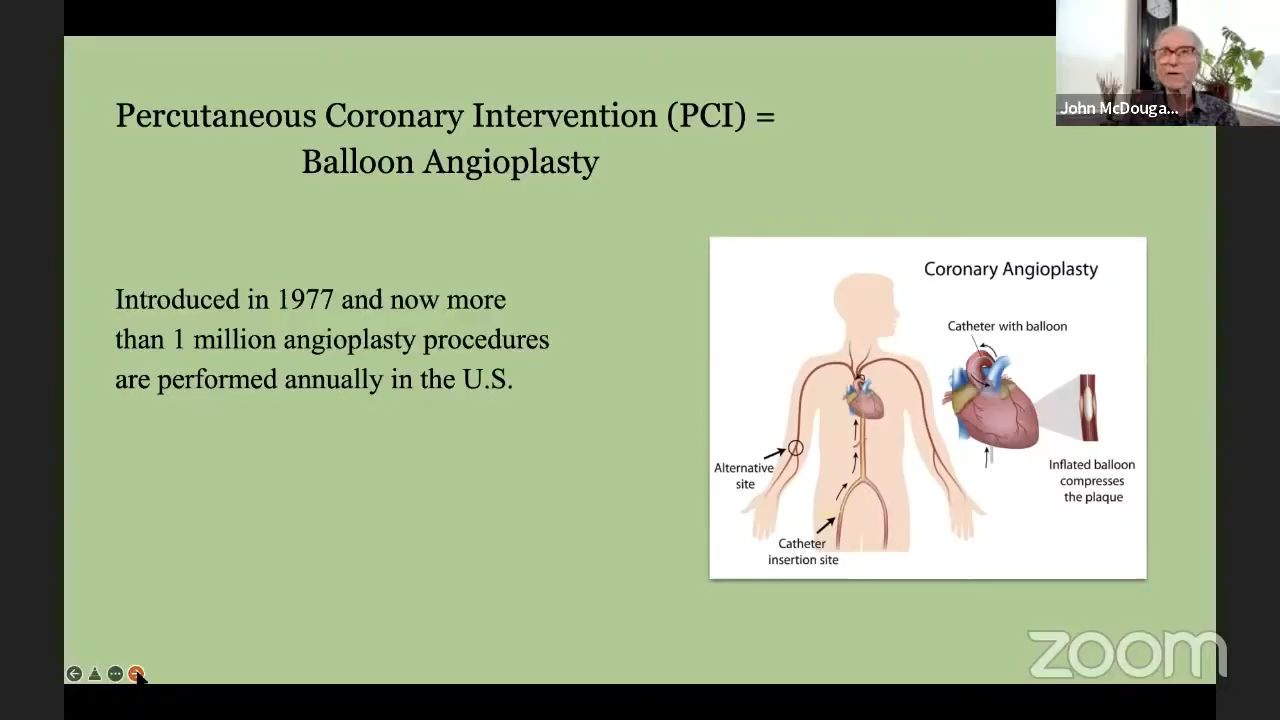 Percutaneous Coronary Intervention (PCI) =
Balloon Angioplasty
John McDouga...
Introduced in 1977 and now more
than 1 million angioplasty procedures
are performed annually in the U.S.
Coronary Angioplasty
Catheter with balloon
Alternative
site
Inflated balloon
compresses
the plaque
Catheter
insertion site
zoom